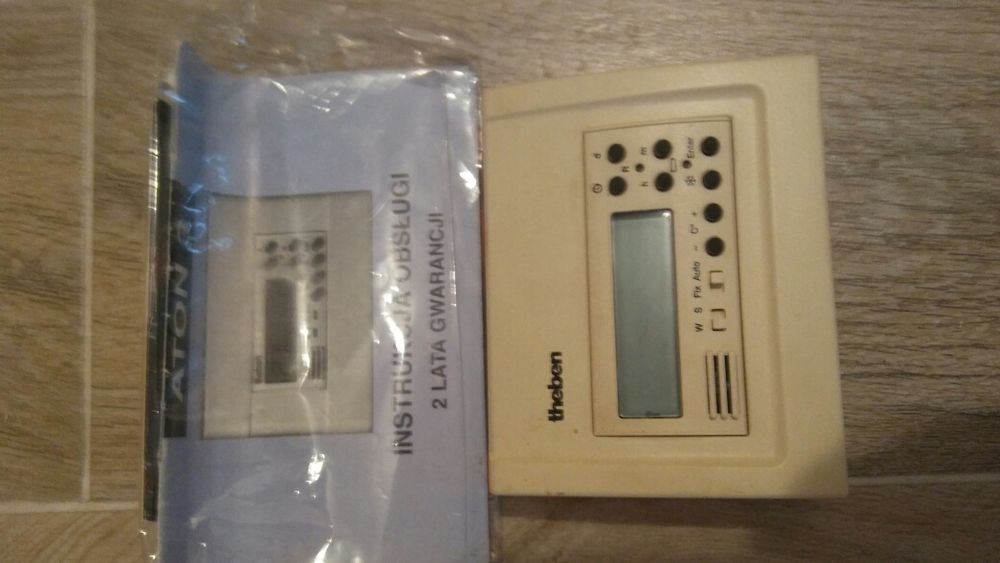 ATON
INSTRUKCJA OBSŁUGI
2 LATA GWARANCJI
theben
d m Enter
R
h
W S Fix Auto - C° +